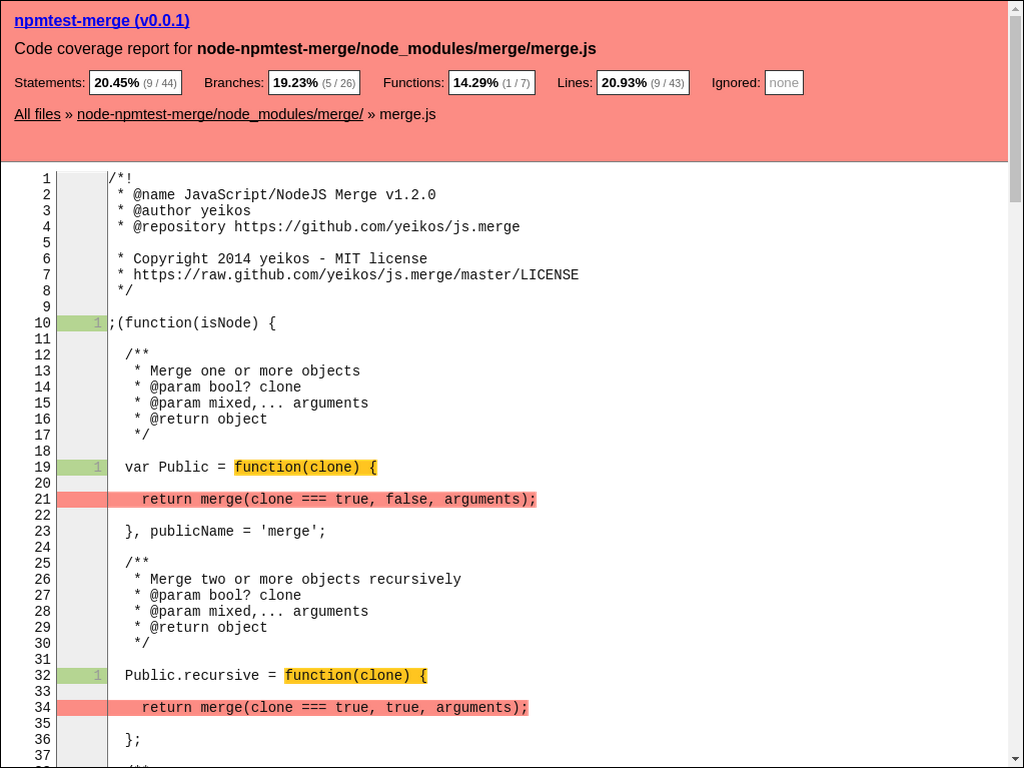 npmtest-merge (v0.0.1)
Code coverage report for node-npmtest-merge/node_modules/merge/merge.js
Statements: 20.45% (9 / 44) Branches: 19.23% (5 / 26) Functions: 14.29% (1 / 7) Lines: 20.93% (9 / 43) Ignored: none
All files » node-npmtest-merge/node_modules/merge/ » merge.js
1 /*!
2  * @name JavaScript/NodeJS Merge v1.2.0
3  * @author yeikos
4  * @repository https://github.com/yeikos/js.merge
5
6  * Copyright 2014 yeikos - MIT license
7  * https://raw.github.com/yeikos/js.merge/master/LICENSE
8  */
9
10 1 ;(function(isNode) {
11
12   /**
13    * Merge one or more objects
14    * @param bool? clone
15    * @param mixed,... arguments
16    * @return object
17    */
18
19 1   var Public = function(clone) {
20
21     return merge(clone === true, false, arguments);
22
23   }, publicName = 'merge';
24
25   /**
26    * Merge two or more objects recursively
27    * @param bool? clone
28    * @param mixed,... arguments
29    * @return object
30    */
31
32 1   Public.recursive = function(clone) {
33
34     return merge(clone === true, true, arguments);
35
36   };
37